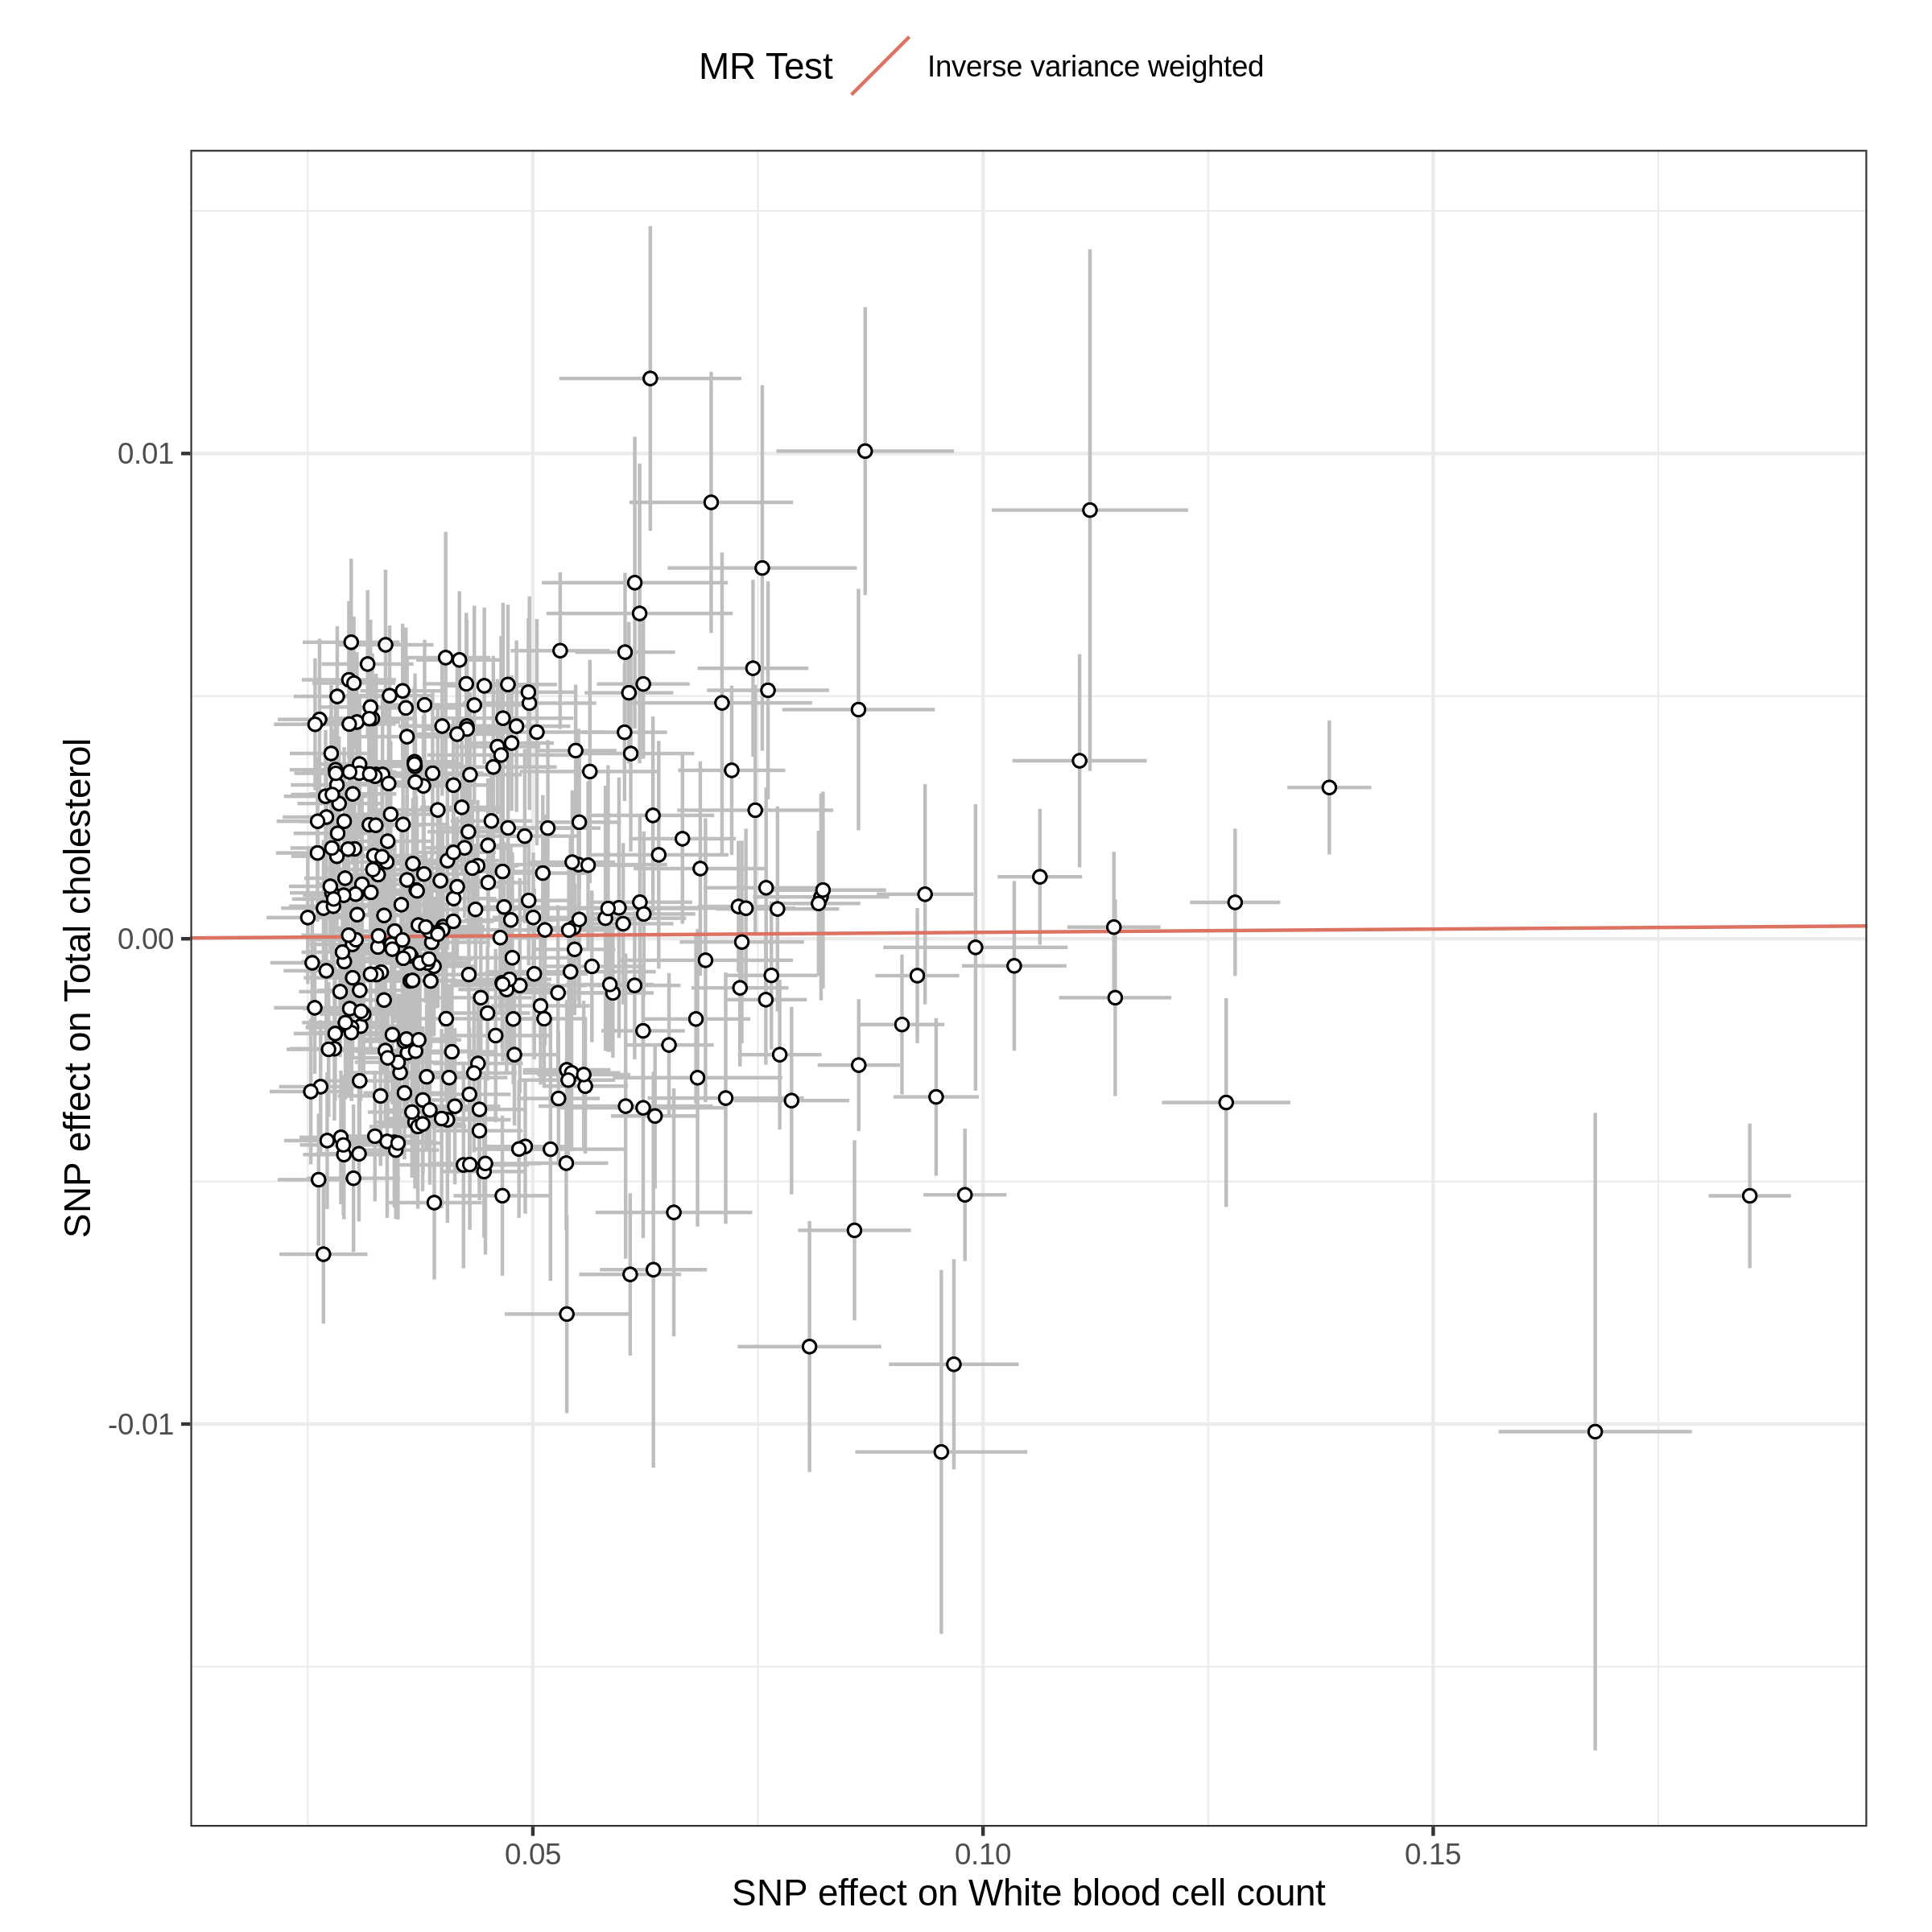 MR Test Inverse variance weighted
SNP effect on Total cholesterol
0.01
0.00
-0.01
0.05 0.10 0.15
SNP effect on White blood cell count